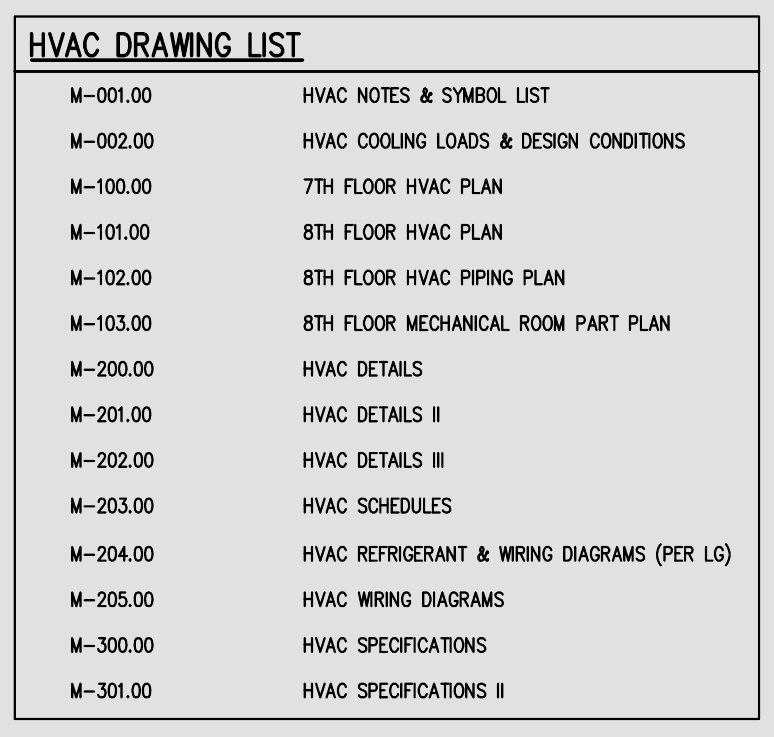 HVAC DRAWING LIST
M-001.00 HVAC NOTES & SYMBOL LIST
M-002.00 HVAC COOLING LOADS & DESIGN CONDITIONS
M-100.00 7TH FLOOR HVAC PLAN
M-101.00 8TH FLOOR HVAC PLAN
M-102.00 8TH FLOOR HVAC PIPING PLAN
M-103.00 8TH FLOOR MECHANICAL ROOM PART PLAN
M-200.00 HVAC DETAILS
M-201.00 HVAC DETAILS II
M-202.00 HVAC DETAILS III
M-203.00 HVAC SCHEDULES
M-204.00 HVAC REFRIGERANT & WIRING DIAGRAMS (PER LG)
M-205.00 HVAC WIRING DIAGRAMS
M-300.00 HVAC SPECIFICATIONS
M-301.00 HVAC SPECIFICATIONS II